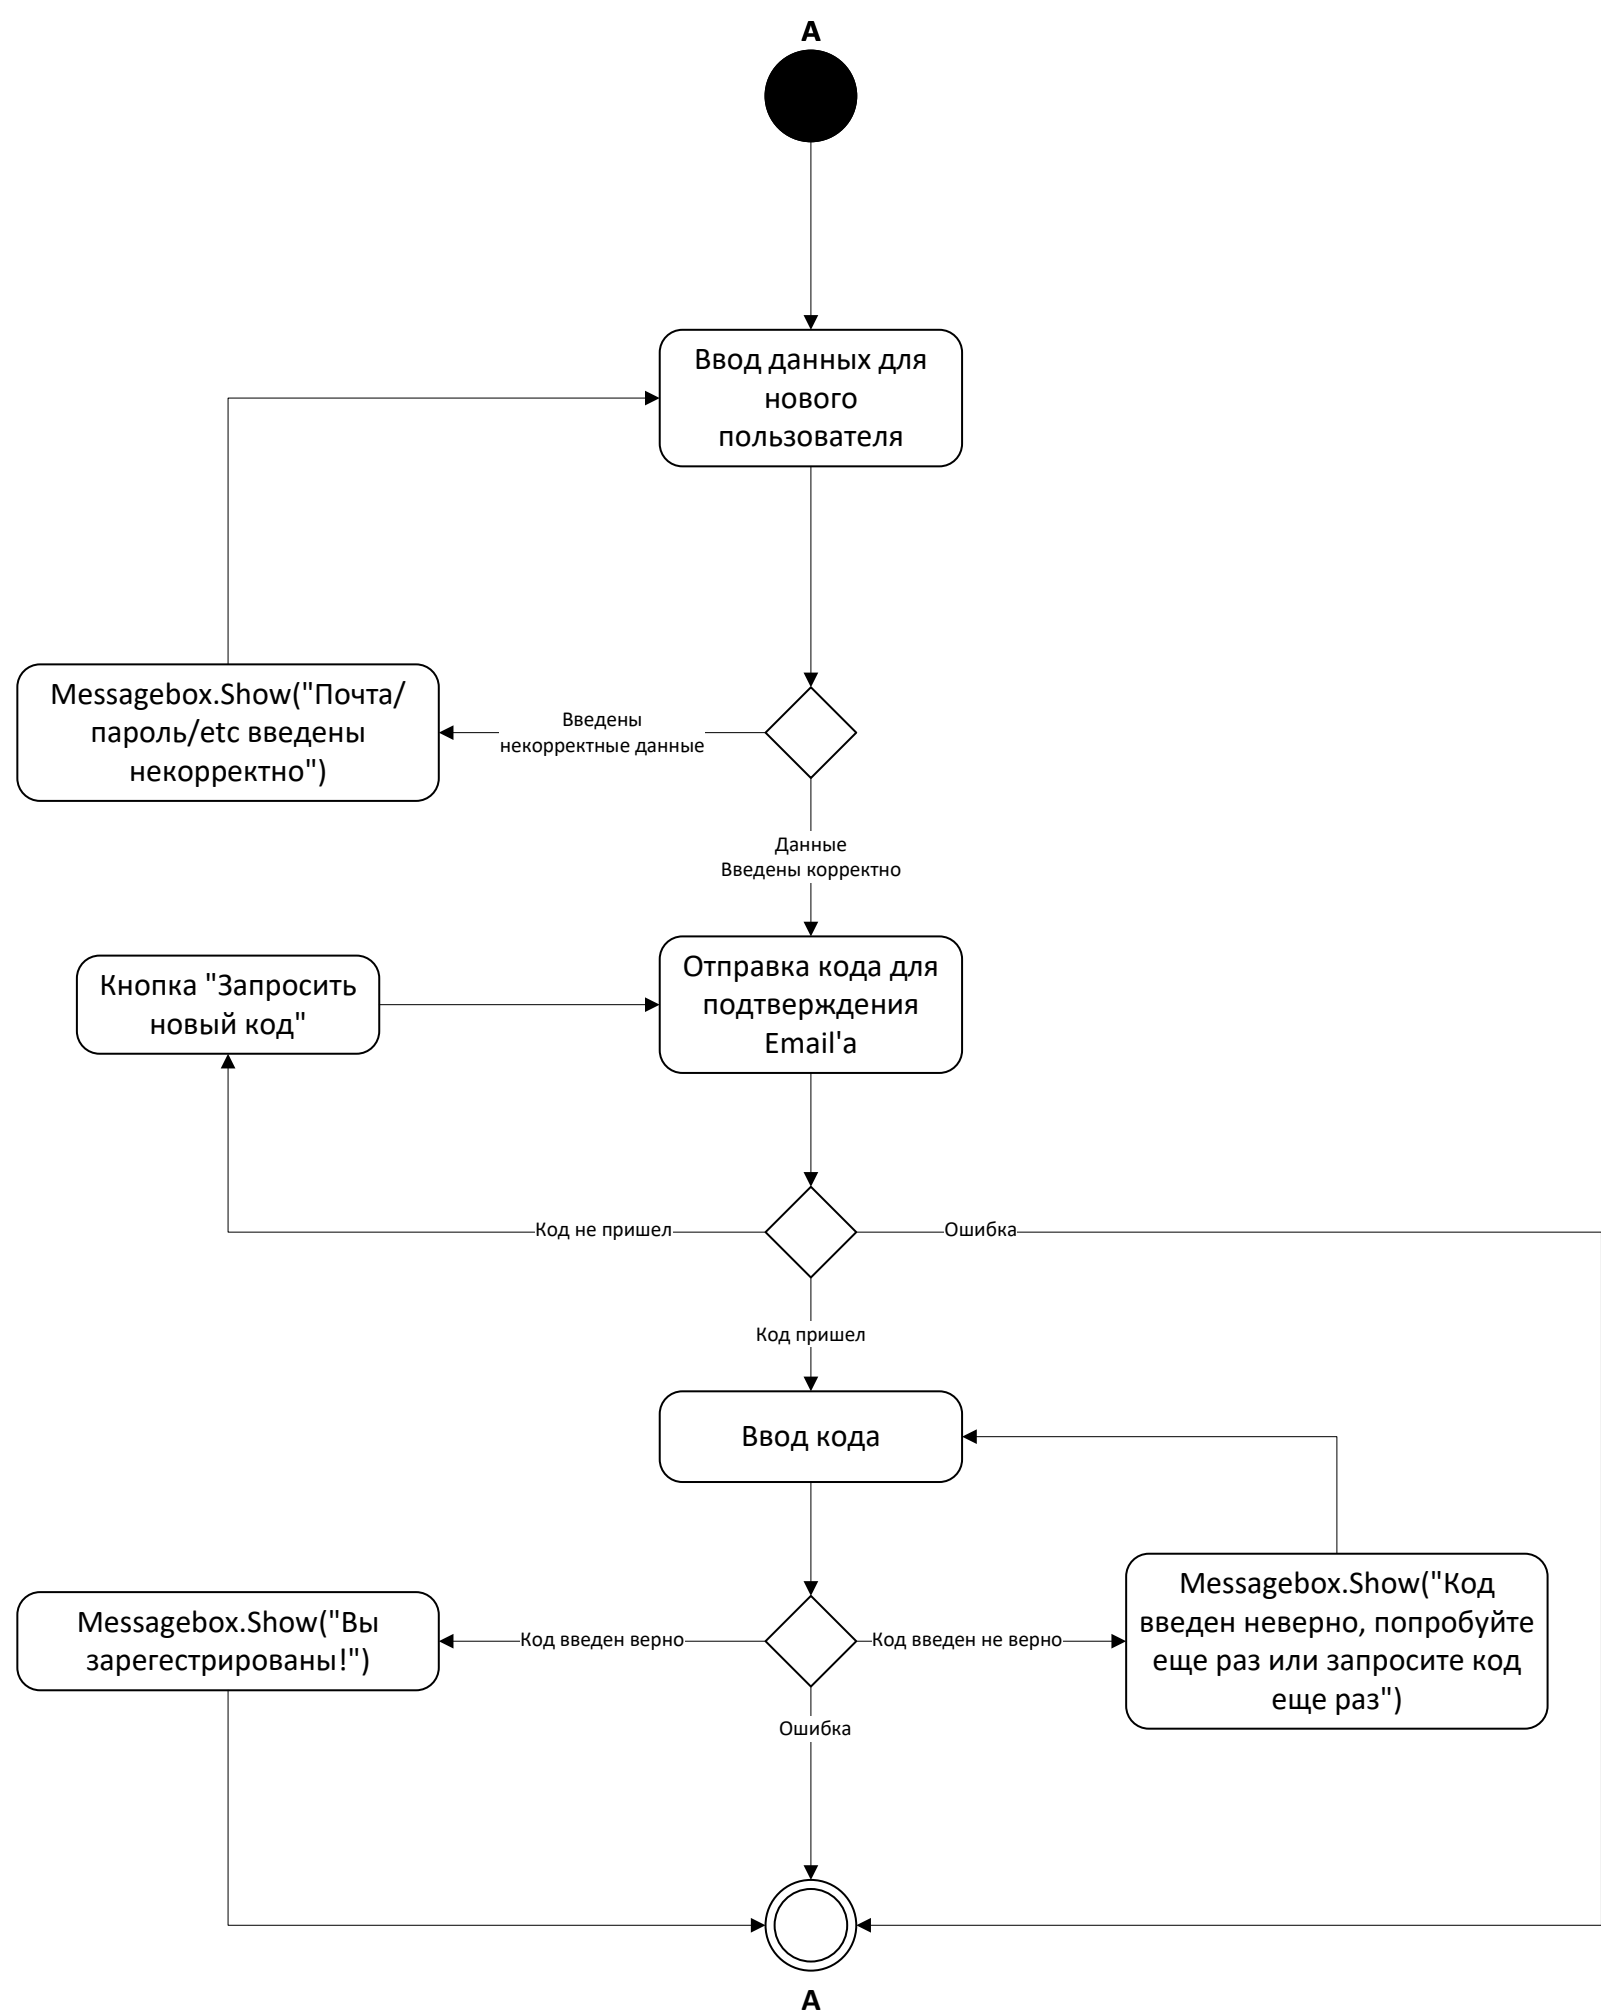 A
Ввод данных для
нового
пользователя
Messagebox.Show("Почта/
пароль/etc введены
некорректно")
Введены
некорректные данные
Данные
Введены корректно
Кнопка "Запросить
новый код"
Отправка кода для
подтверждения
Email'а
Код не пришел
Ошибка
Код пришел
Ввод кода
Messagebox.Show("Вы
зарегестрированы!")
Код введен верно
Код введен не верно
Messagebox.Show("Код
введен неверно, попробуйте
еще раз или запросите код
еще раз")
Ошибка
A